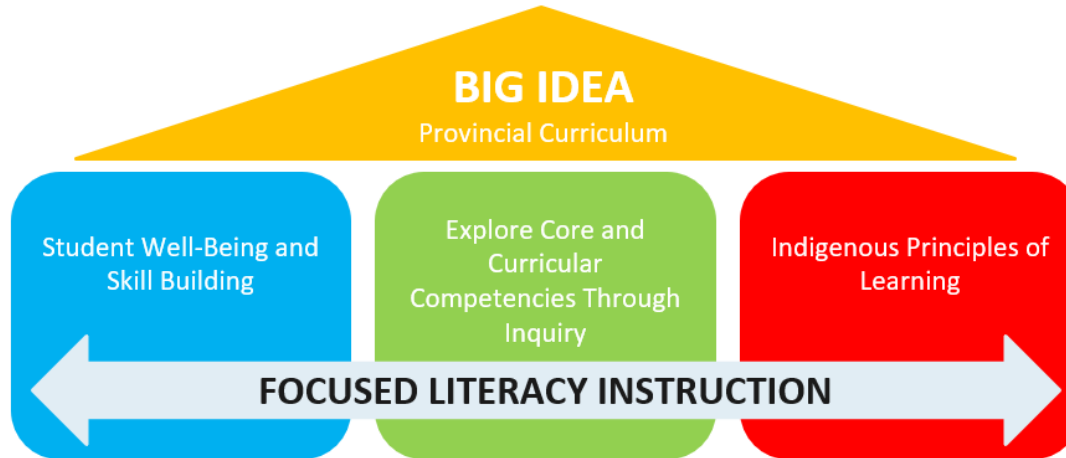 BIG IDEA
Provincial Curriculum
Student Well-Being and
Skill Building
Explore Core and
Curricular
Competencies Through
Inquiry
Indigenous Principles of
Learning
FOCUSED LITERACY INSTRUCTION